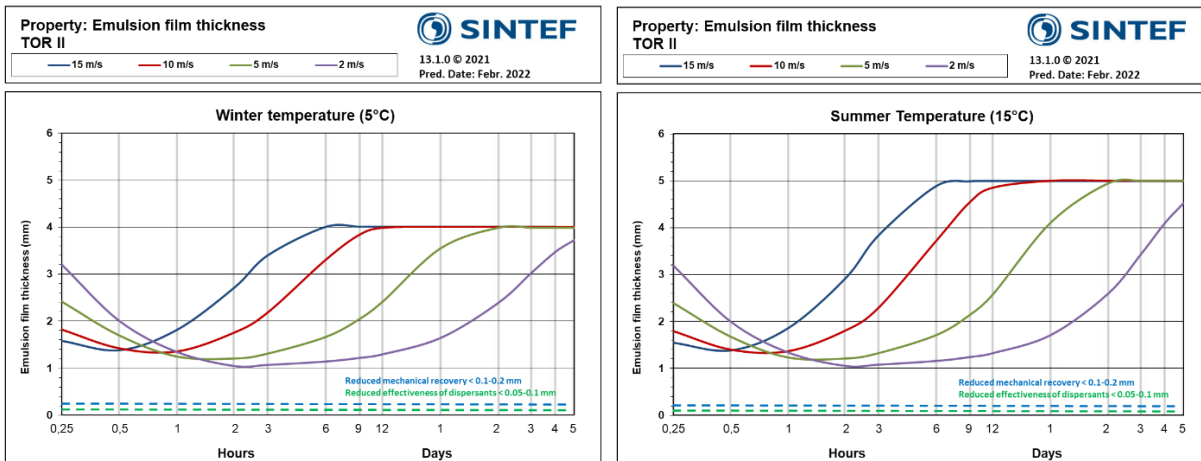 Property: Emulsion film thickness
TOR II
SINTEF
15 m/s 10 m/s 5 m/s 2 m/s
13.1.0 © 2021
Pred. Date: Febr. 2022
Winter temperature (5°C)
Emulsion film thickness (mm)
6
5
4
3
2
1
0
Reduced mechanical recovery < 0.1-0.2 mm
Reduced effectiveness of dispersants < 0.05-0.1 mm
0,25 0,5 1 2 3 6 9 12 1 2 3 4 5
Hours Days
Property: Emulsion film thickness
TOR II
SINTEF
15 m/s 10 m/s 5 m/s 2 m/s
13.1.0 © 2021
Pred. Date: Febr. 2022
Summer Temperature (15°C)
Emulsion film thickness (mm)
6
5
4
3
2
1
0
Reduced mechanical recovery < 0.1-0.2 mm
Reduced effectiveness of dispersants < 0.05-0.1 mm
0,25 0,5 1 2 3 6 9 12 1 2 3 4 5
Hours Days